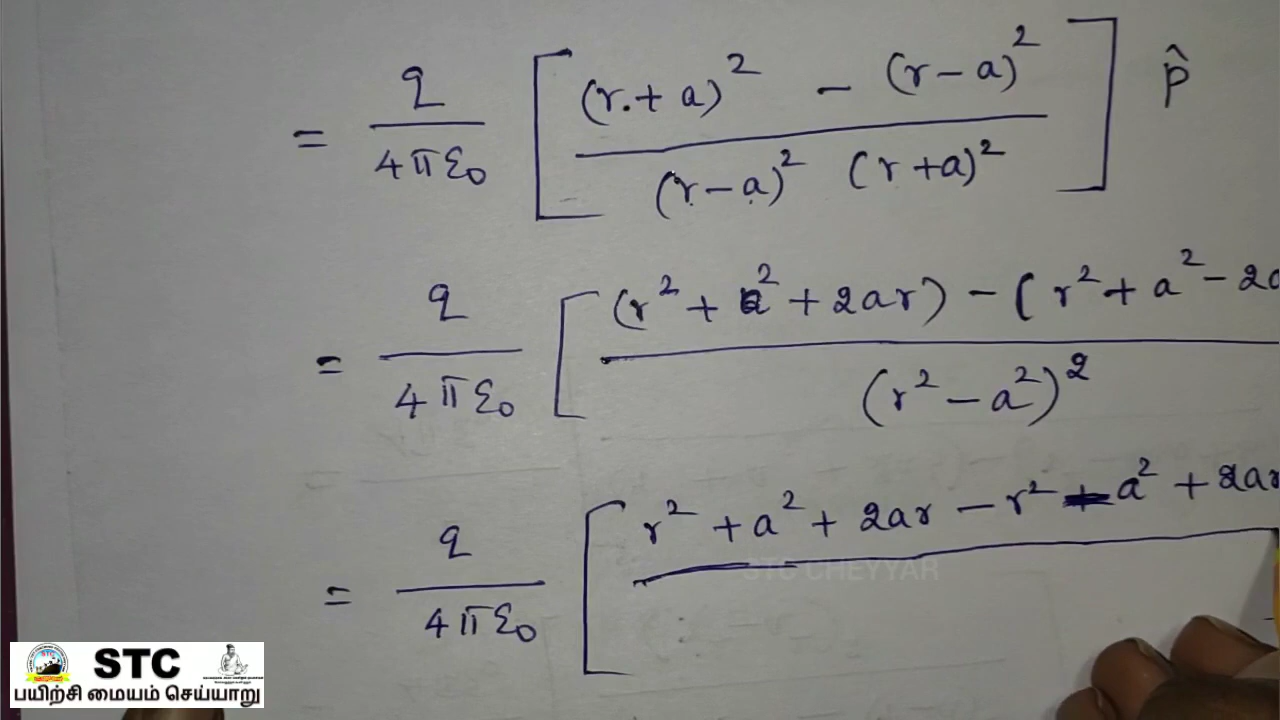 = q / 4πε₀ [ (r + a)² − (r − a)² / (r − a)² (r + a)² ] p̂
= q / 4πε₀ [ (r² + a² + 2ar) − ( r² + a² − 2a / (r² − a²)²
= q / 4πε₀ [ r² + a² + 2ar − r² − a² + 2ar
STC CHEYYAR
STC
பயிற்சி மையம் செய்யாறு